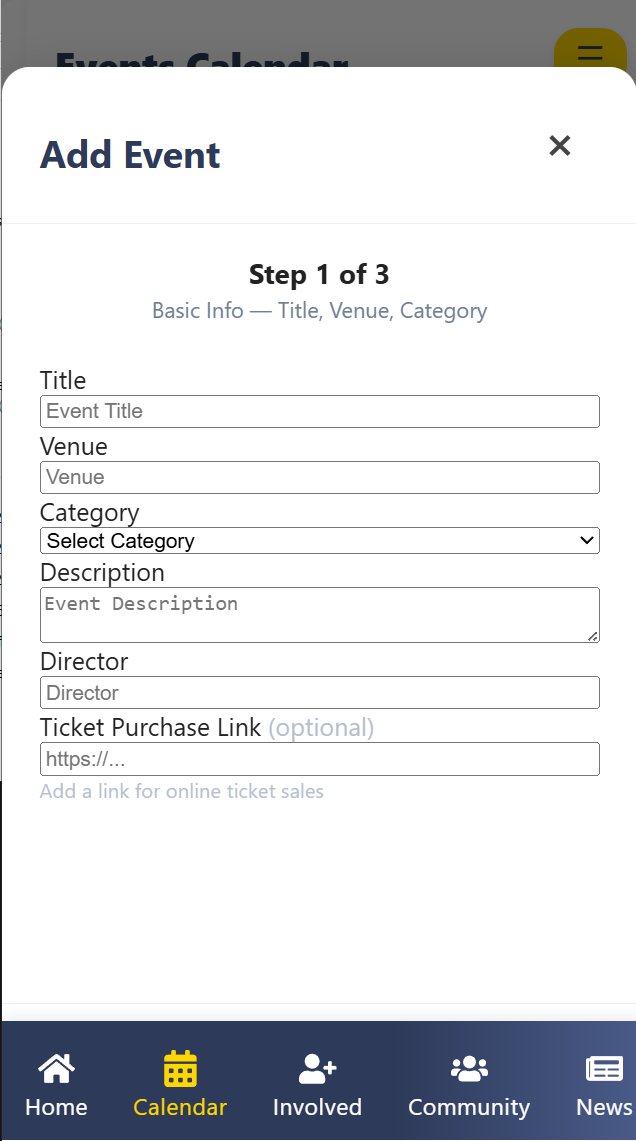 Events Calendar
Add Event
Step 1 of 3
Basic Info — Title, Venue, Category
Title
Event Title
Venue
Venue
Category
Select Category
Description
Event Description
Director
Director
Ticket Purchase Link (optional)
https://...
Add a link for online ticket sales
Home Calendar Involved Community News